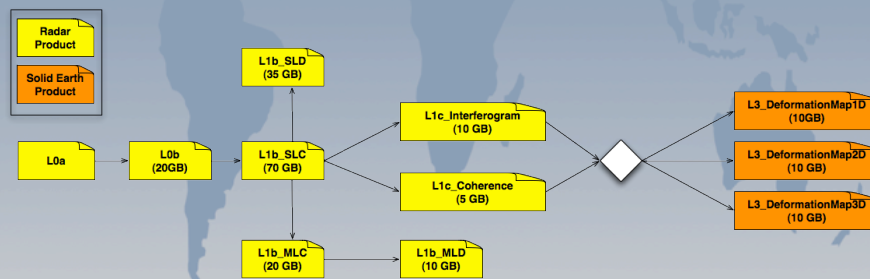 Radar
Product
Solid Earth
Product
L1b_SLD
(35 GB)
L0a
L0b
(20GB)
L1b_SLC
(70 GB)
L1c_Interferogram
(10 GB)
L1c_Coherence
(5 GB)
L1b_MLC
(20 GB)
L1b_MLD
(10 GB)
L3_DeformationMap1D
(10GB)
L3_DeformationMap2D
(10 GB)
L3_DeformationMap3D
(10 GB)